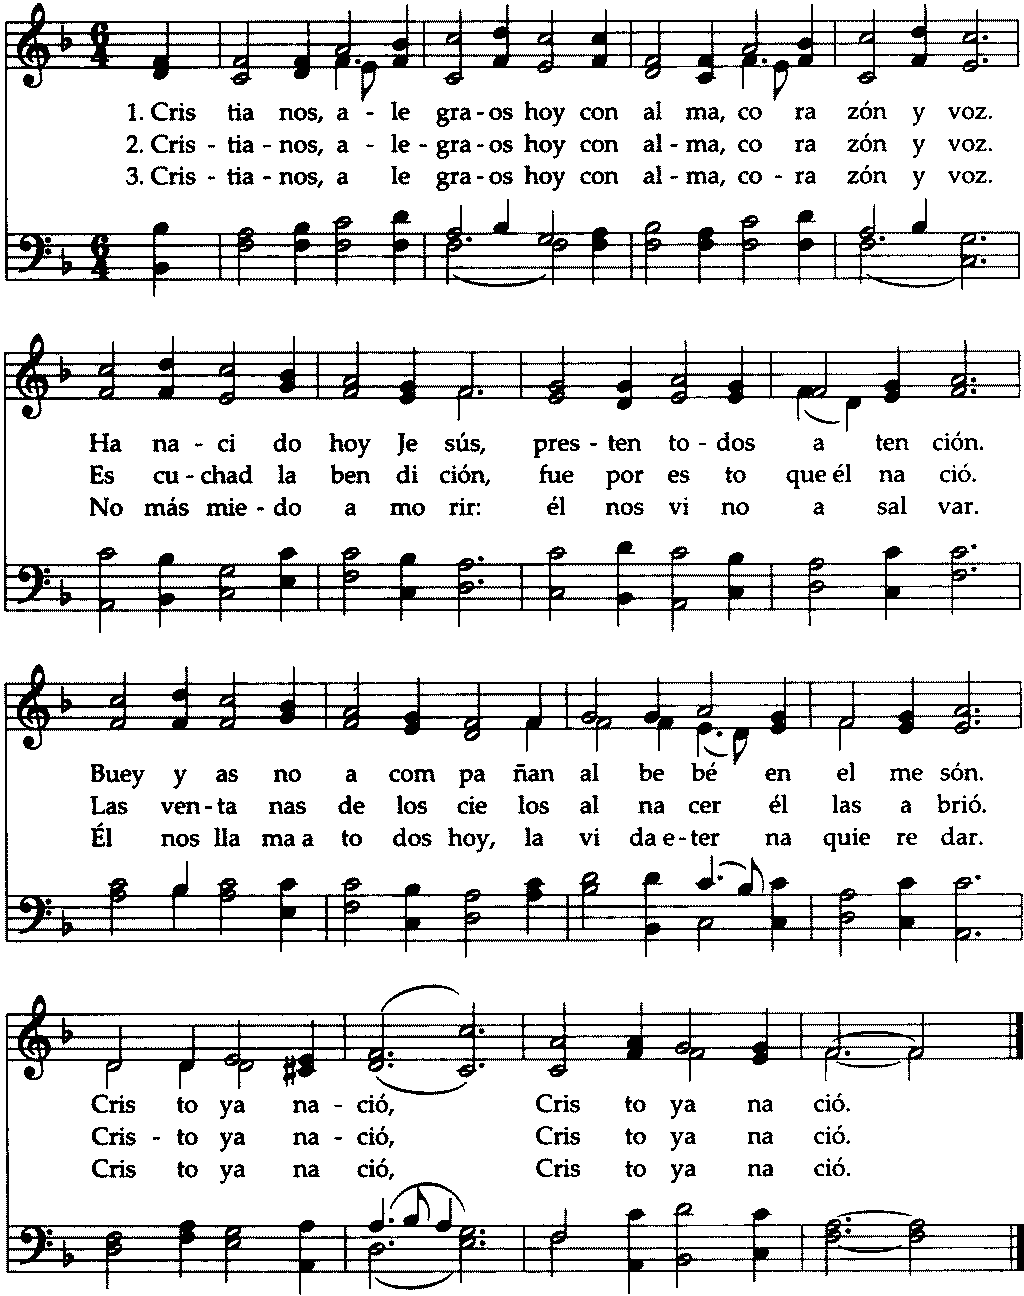 6 4
1. Cris tia nos, a - le gra - os hoy con al ma, co ra zón y voz.
2. Cris - tia - nos, a - le - gra - os hoy con al - ma, co ra zón y voz.
3. Cris - tia - nos, a le gra - os hoy con al - ma, co - ra zón y voz.
6 4
Ha na - ci do hoy Je sús, pres - ten to - dos a ten ción.
Es cu - chad la ben di ción, fue por es to que él na ció.
No más mie - do a mo rir: él nos vi no a sal var.
Buey y as no a com pa ñan al be bé en el me són.
Las ven - ta nas de los cie los al na cer él las a brió.
Él nos lla ma a to dos hoy, la vi da e - ter na quie re dar.
Cris to ya na - ció, Cris to ya na ció.
Cris - to ya na - ció, Cris to ya na ció.
Cris to ya na ció, Cris to ya na ció.